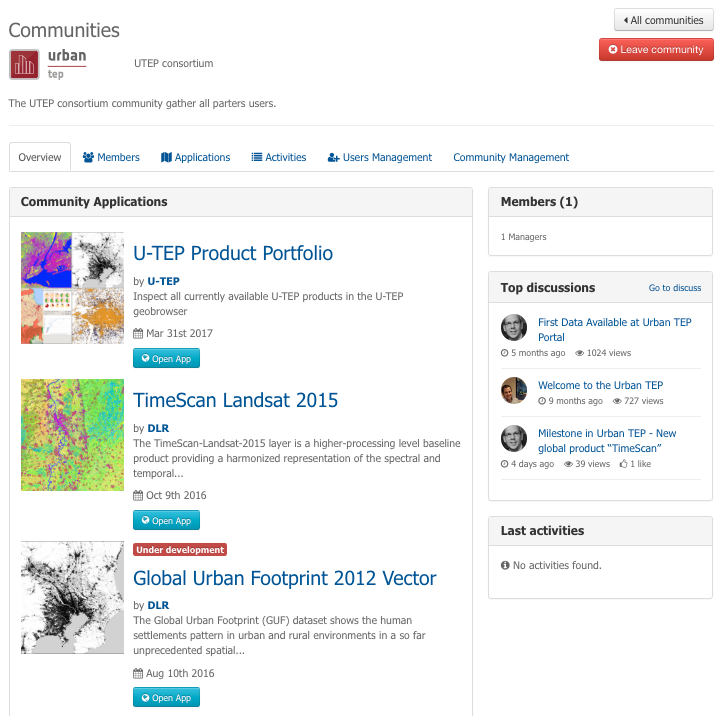 Communities
All communities
Leave community
urban
tep
UTEP consortium
The UTEP consortium community gather all parters users.
Overview
Members
Applications
Activities
Users Management
Community Management
Community Applications
U-TEP Product Portfolio
by U-TEP
Inspect all currently available U-TEP products in the U-TEP
geobrowser
Mar 31st 2017
Open App
TimeScan Landsat 2015
by DLR
The TimeScan-Landsat-2015 layer is a higher-processing level baseline
product providing a harmonized representation of the spectral and
temporal...
Oct 9th 2016
Open App
Under development
Global Urban Footprint 2012 Vector
by DLR
The Global Urban Footprint (GUF) dataset shows the human
settlements pattern in urban and rural environments in a so far
unprecedented spatial...
Aug 10th 2016
Open App
Members (1)
1 Managers
Top discussions
Go to discuss
First Data Available at Urban TEP
Portal
5 months ago 1024 views
Welcome to the Urban TEP
9 months ago 727 views
Milestone in Urban TEP - New
global product “TimeScan”
4 days ago 39 views 1 like
Last activities
No activities found.